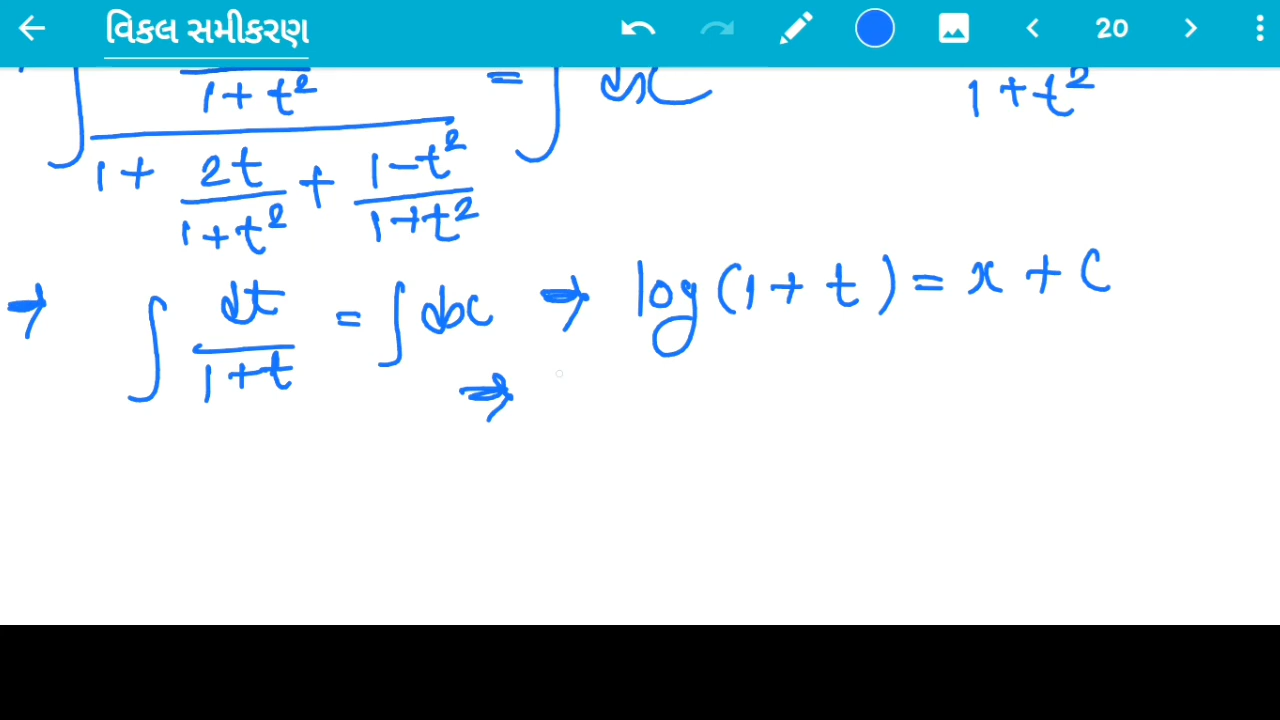 વિકલ સમીકરણ 20
∫ 1+t² / (1 + 2t/(1+t²) + (1-t²)/(1+t²)) = ∫ dx 1+t²
⇒ ∫ dt/(1+t) = ∫ dx ⇒ log(1+t) = x + c
⇒